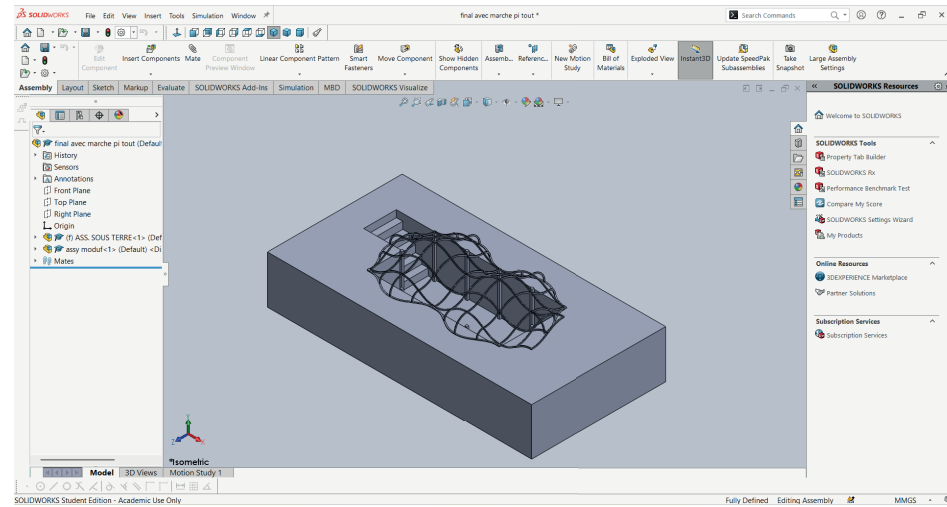 SOLIDWORKS File Edit View Insert Tools Simulation Window final avec marche pi tout * Search Commands
Edit Component Insert Components Mate Component Preview Window Linear Component Pattern Smart Fasteners Move Component Show Hidden Components Assemb... Referenc... New Motion Study Bill of Materials Exploded View Instant3D Update SpeedPak Subassemblies Take Snapshot Large Assembly Settings
Assembly Layout Sketch Markup Evaluate SOLIDWORKS Add-Ins Simulation MBD SOLIDWORKS Visualize
SOLIDWORKS Resources
Welcome to SOLIDWORKS
SOLIDWORKS Tools
Property Tab Builder
SOLIDWORKS Rx
Performance Benchmark Test
Compare My Score
SOLIDWORKS Settings Wizard
My Products
Online Resources
3DEXPERIENCE Marketplace
Partner Solutions
Subscription Services
Subscription Services
final avec marche pi tout (Defaul
History
Sensors
Annotations
Front Plane
Top Plane
Right Plane
Origin
(f) ASS. SOUS TERRE<1> (Def
assy moduf<1> (Default) <Di
Mates
Y
Z
X
*Isometric
Model 3D Views Motion Study 1
SOLIDWORKS Student Edition - Academic Use Only Fully Defined Editing Assembly MMGS